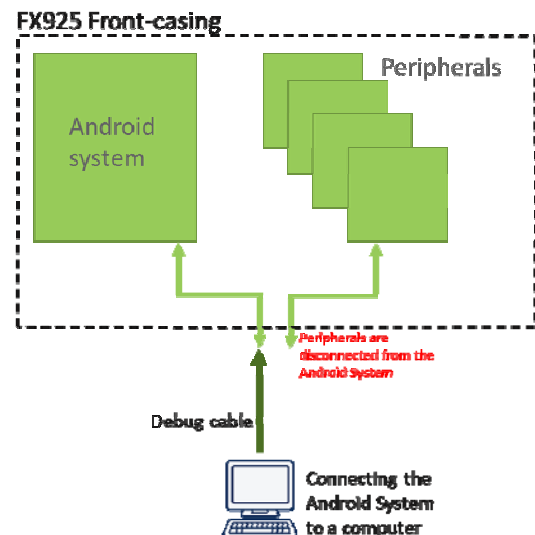 FX925 Front-casing
Peripherals
Android
system
Peripherals are
disconnected from the
Android System
Debug cable
Connecting the
Android System
to a computer